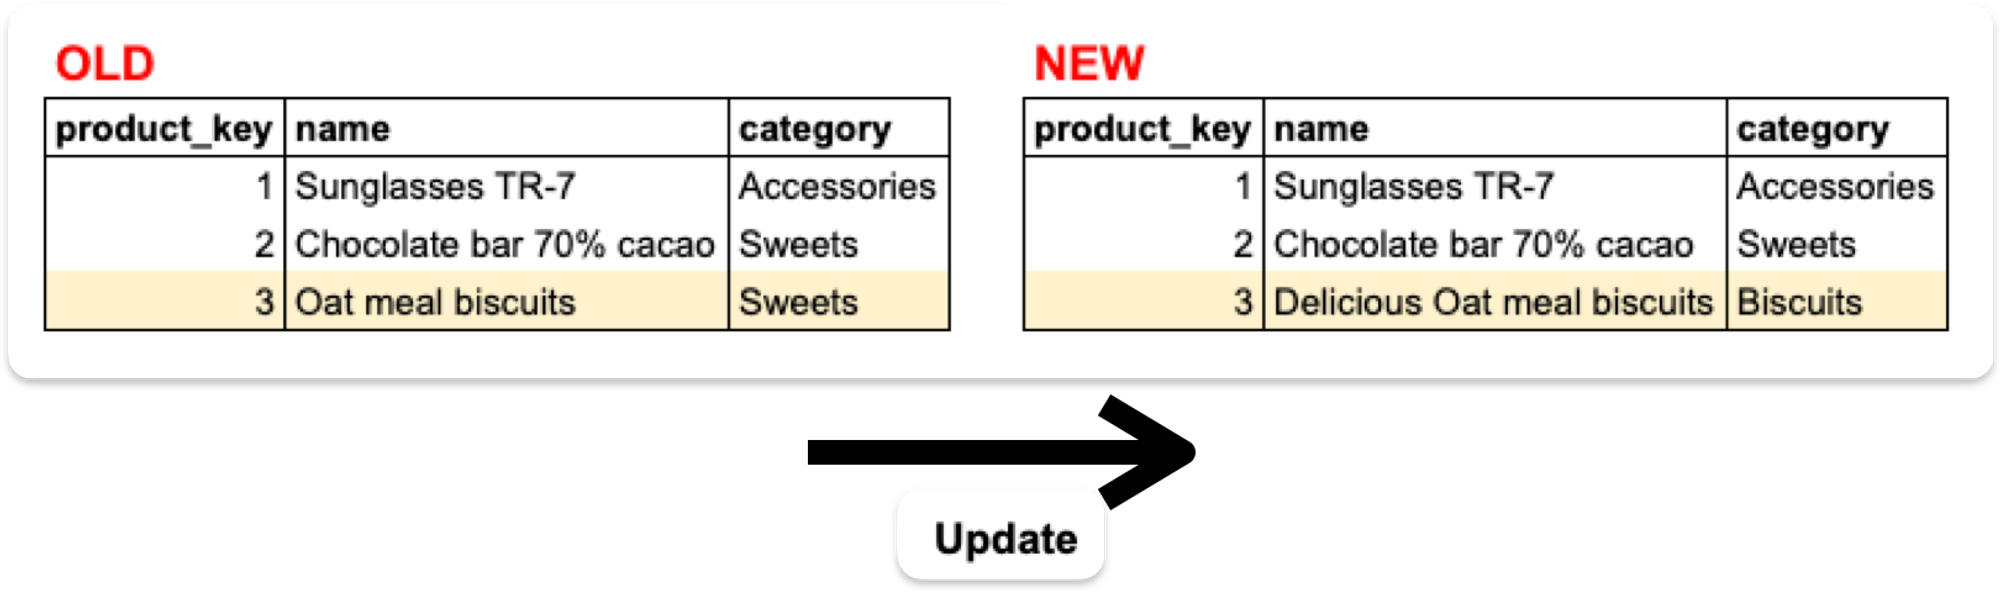 OLD
product_key name category
1 Sunglasses TR-7 Accessories
2 Chocolate bar 70% cacao Sweets
3 Oat meal biscuits Sweets
NEW
product_key name category
1 Sunglasses TR-7 Accessories
2 Chocolate bar 70% cacao Sweets
3 Delicious Oat meal biscuits Biscuits
Update